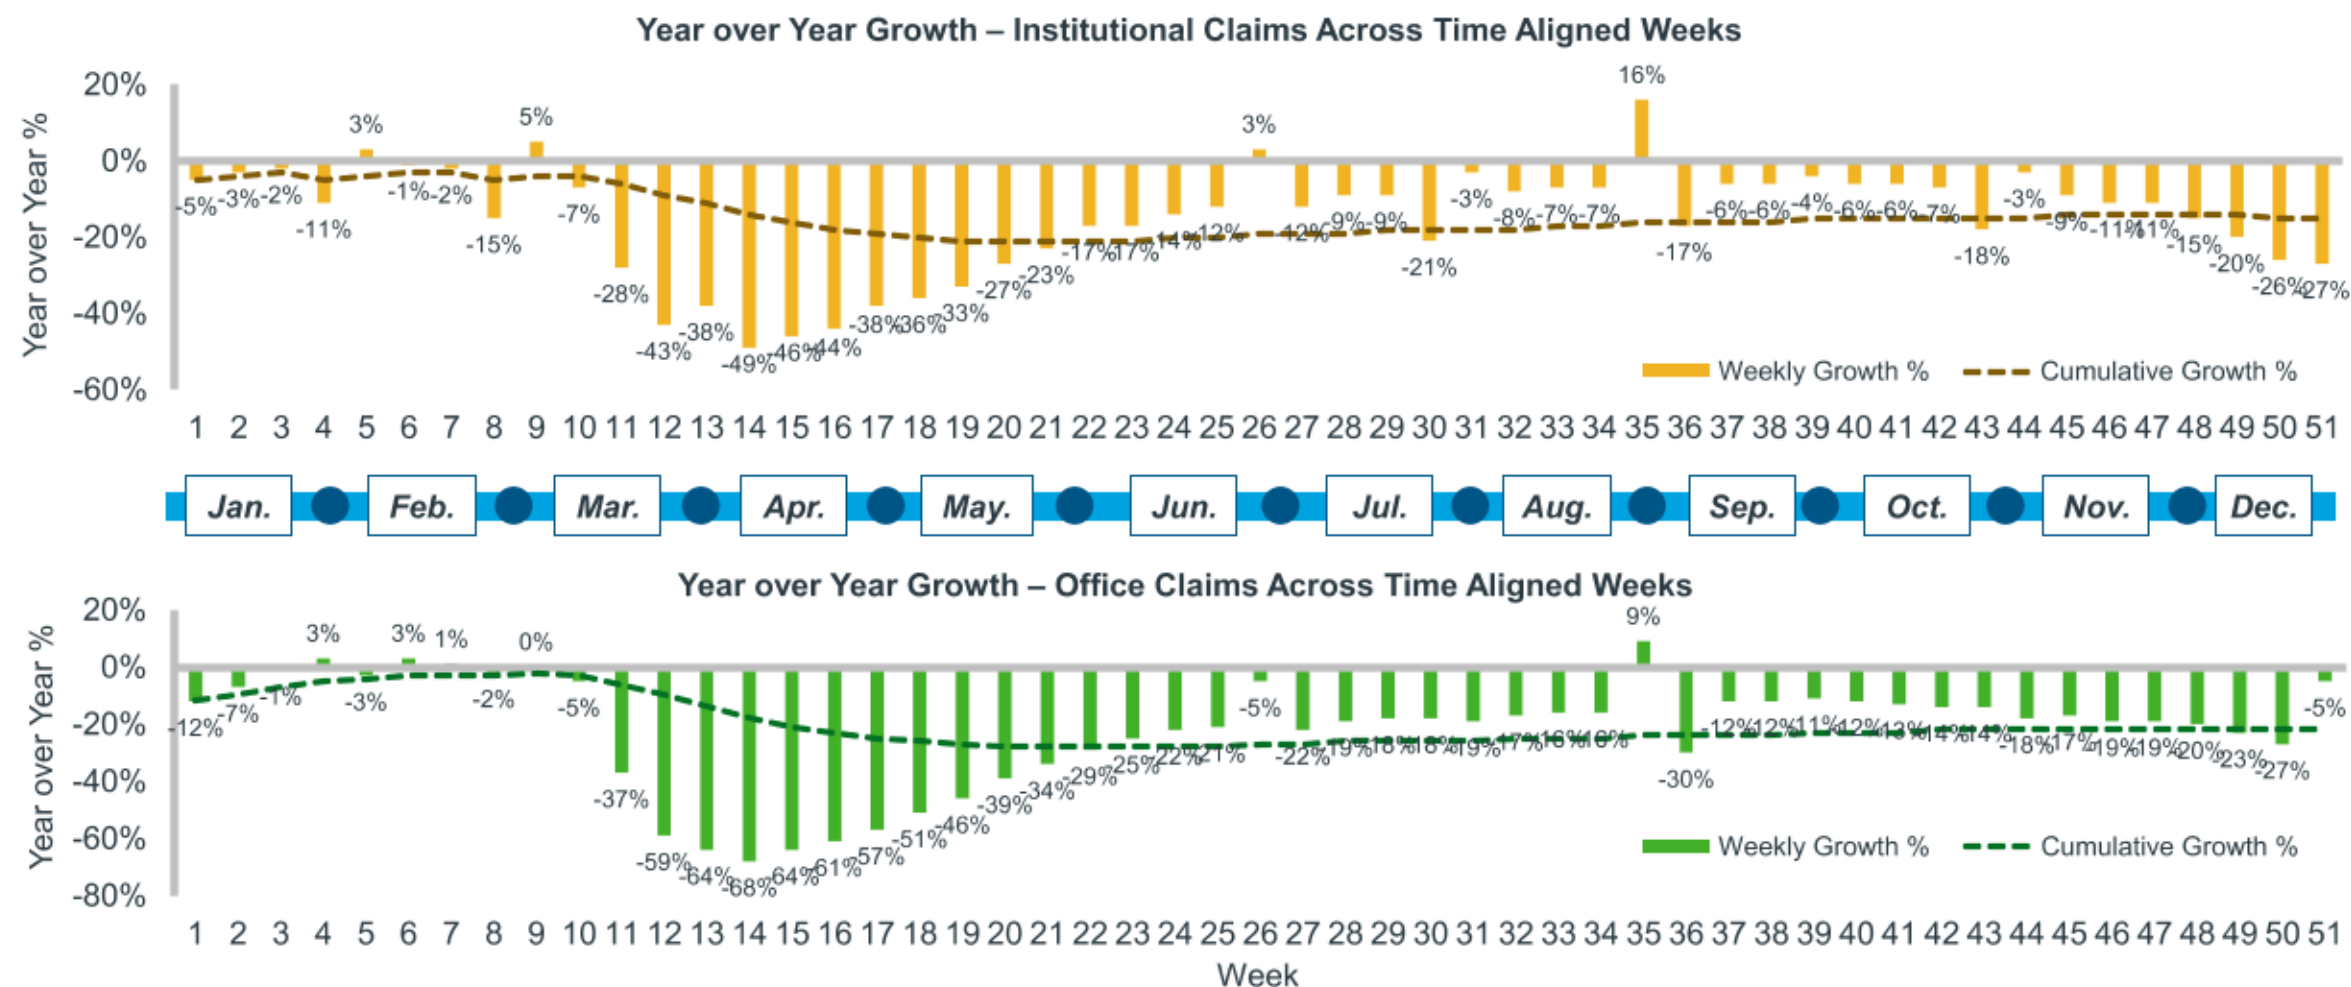 Year over Year Growth – Institutional Claims Across Time Aligned Weeks
Year over Year %
20%
0%
-20%
-40%
-60%
-5% -3% -2% -11% 3% -1% -2% -15% 5% -7% -28% -43% -38% -49% -46% -44% -38% -36% -33% -27% -23% -17% -17% -14% -12% 3% -12% -9% -9% -21% -3% -8% -7% -7% 16% -17% -6% -6% -4% -6% -6% -7% -18% -3% -9% -11% -11% -15% -20% -26% -27%
Weekly Growth % Cumulative Growth %
1 2 3 4 5 6 7 8 9 10 11 12 13 14 15 16 17 18 19 20 21 22 23 24 25 26 27 28 29 30 31 32 33 34 35 36 37 38 39 40 41 42 43 44 45 46 47 48 49 50 51
Jan. Feb. Mar. Apr. May. Jun. Jul. Aug. Sep. Oct. Nov. Dec.
Year over Year Growth – Office Claims Across Time Aligned Weeks
Year over Year %
20%
0%
-20%
-40%
-60%
-80%
-12% -7% -1% 3% -3% 3% 1% -2% 0% -5% -37% -59% -64% -68% -64% -61% -57% -51% -46% -39% -34% -29% -25% -22% -21% -5% -22% -19% -18% -18% -19% -17% -16% -16% 9% -30% -12% -12% -11% -12% -13% -14% -14% -18% -17% -19% -19% -20% -23% -27% -5%
Weekly Growth % Cumulative Growth %
1 2 3 4 5 6 7 8 9 10 11 12 13 14 15 16 17 18 19 20 21 22 23 24 25 26 27 28 29 30 31 32 33 34 35 36 37 38 39 40 41 42 43 44 45 46 47 48 49 50 51
Week